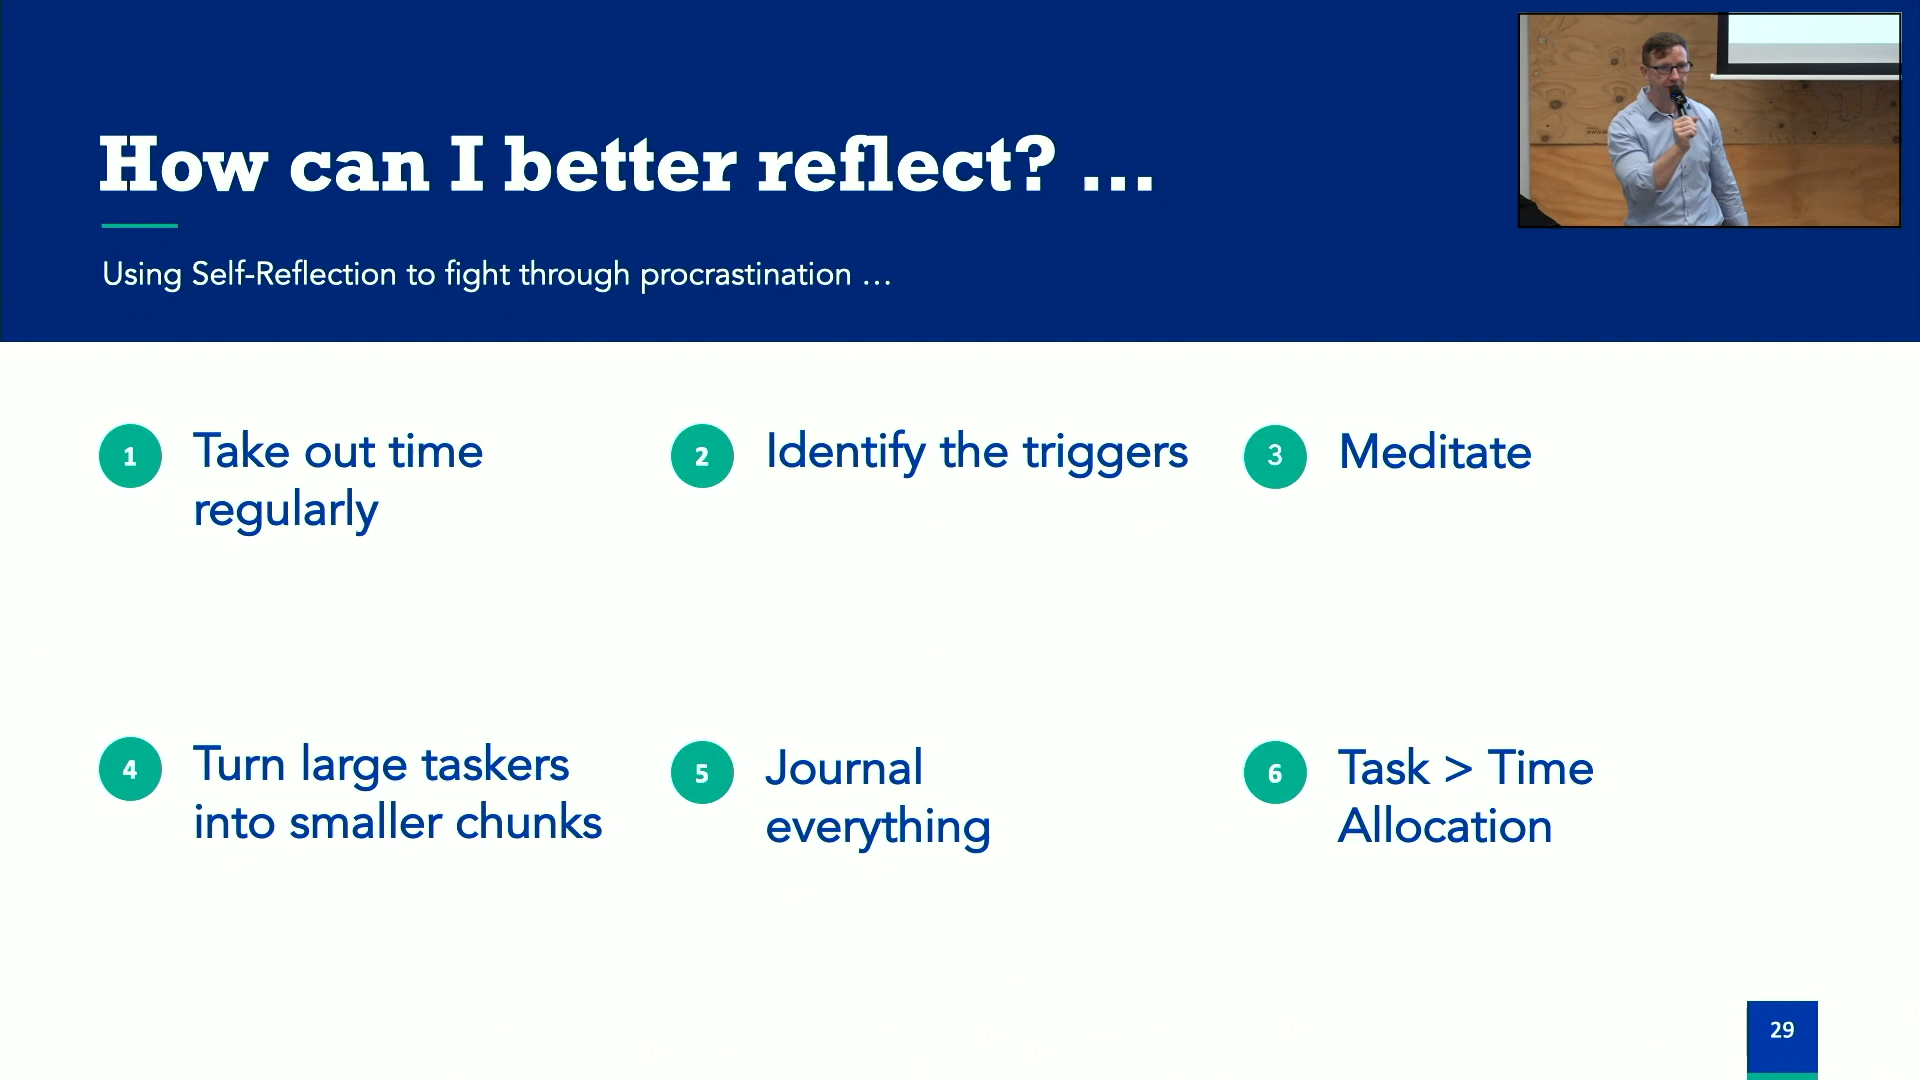 How can I better reflect? ...
Using Self-Reflection to fight through procrastination ...
1
Take out time
regularly
2
Identify the triggers
3
Meditate
4
Turn large taskers
into smaller chunks
5
Journal
everything
6
Task > Time
Allocation
29